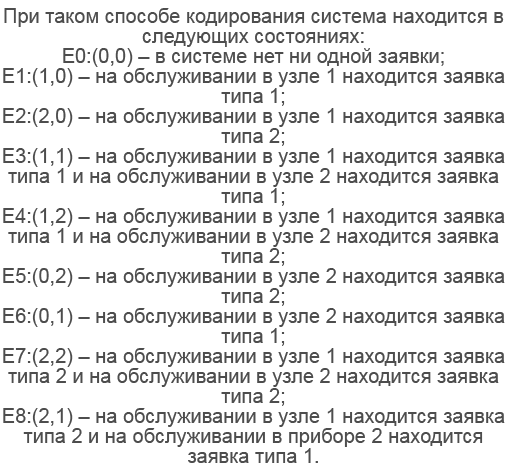 При таком способе кодирования система находится в
следующих состояниях:
E0:(0,0) – в системе нет ни одной заявки;
E1:(1,0) – на обслуживании в узле 1 находится заявка
типа 1;
E2:(2,0) – на обслуживании в узле 1 находится заявка
типа 2;
E3:(1,1) – на обслуживании в узле 1 находится заявка
типа 1 и на обслуживании в узле 2 находится заявка
типа 1;
E4:(1,2) – на обслуживании в узле 1 находится заявка
типа 1 и на обслуживании в узле 2 находится заявка
типа 2;
E5:(0,2) – на обслуживании в узле 2 находится заявка
типа 2;
E6:(0,1) – на обслуживании в узле 2 находится заявка
типа 1;
E7:(2,2) – на обслуживании в узле 1 находится заявка
типа 2 и на обслуживании в узле 2 находится заявка
типа 2;
E8:(2,1) – на обслуживании в узле 1 находится заявка
типа 2 и на обслуживании в приборе 2 находится
заявка типа 1.